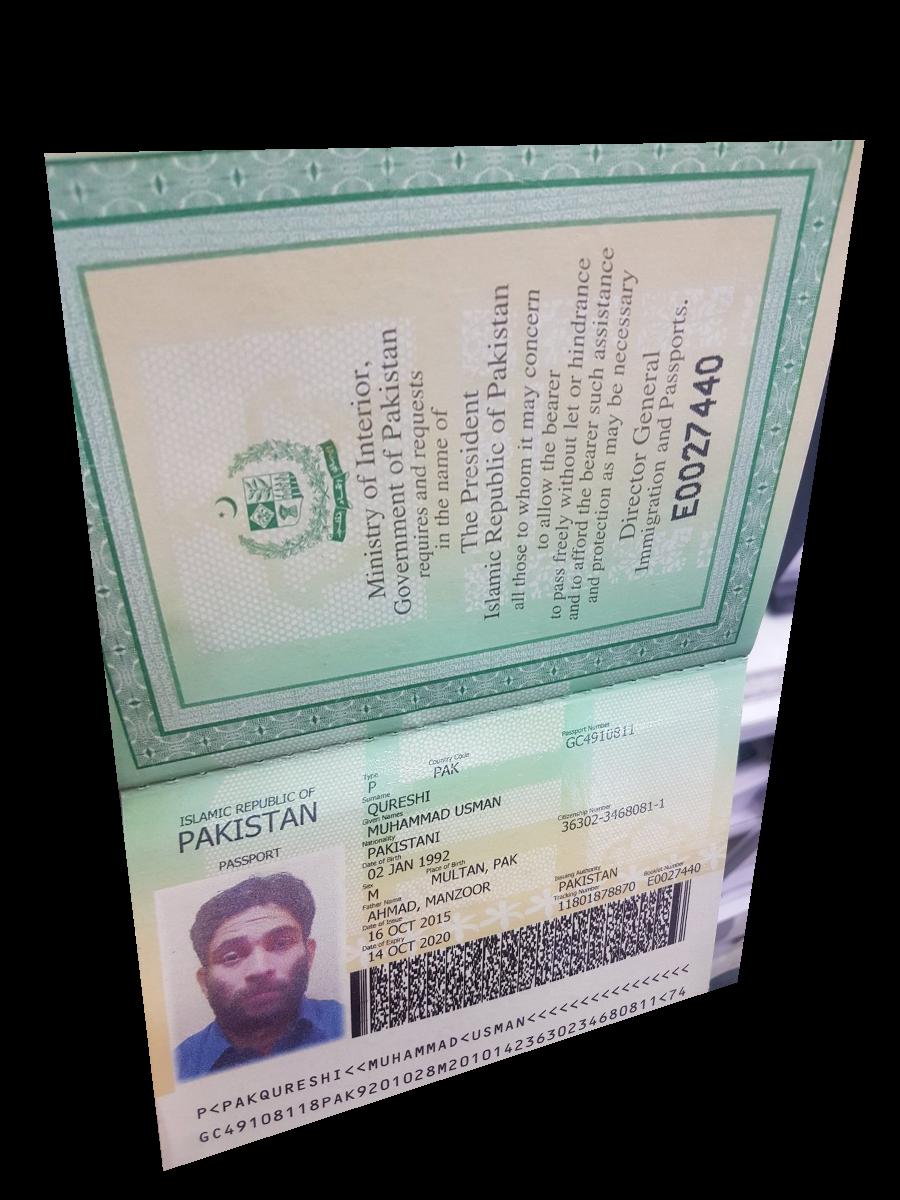 Ministry of Interior,
Government of Pakistan
requires and requests
in the name of
The President
Islamic Republic of Pakistan
all those to whom it may concern
to allow the bearer
to pass freely without let or hindrance
and to afford the bearer such assistance
and protection as may be necessary
Director General
Immigration and Passports.
E0027440
ISLAMIC REPUBLIC OF
PAKISTAN
PASSPORT
Type Country Code Passport Number
P PAK GC4910811
Surname
QURESHI
Given Names
MUHAMMAD USMAN
Nationality Citizenship Number
PAKISTANI 36302-3468081-1
Date of Birth
02 JAN 1992
Sex Place of Birth
M MULTAN, PAK
Father Name Issuing Authority
AHMAD, MANZOOR PAKISTAN
Date of Issue Tracking Number Booklet Number
16 OCT 2015 11801878870 E0027440
Date of Expiry
14 OCT 2020
P<PAKQURESHI<<MUHAMMAD<USMAN<<<<<<<<<<<<<<<<
GC49108118PAK9201028M20101423630234680811<74